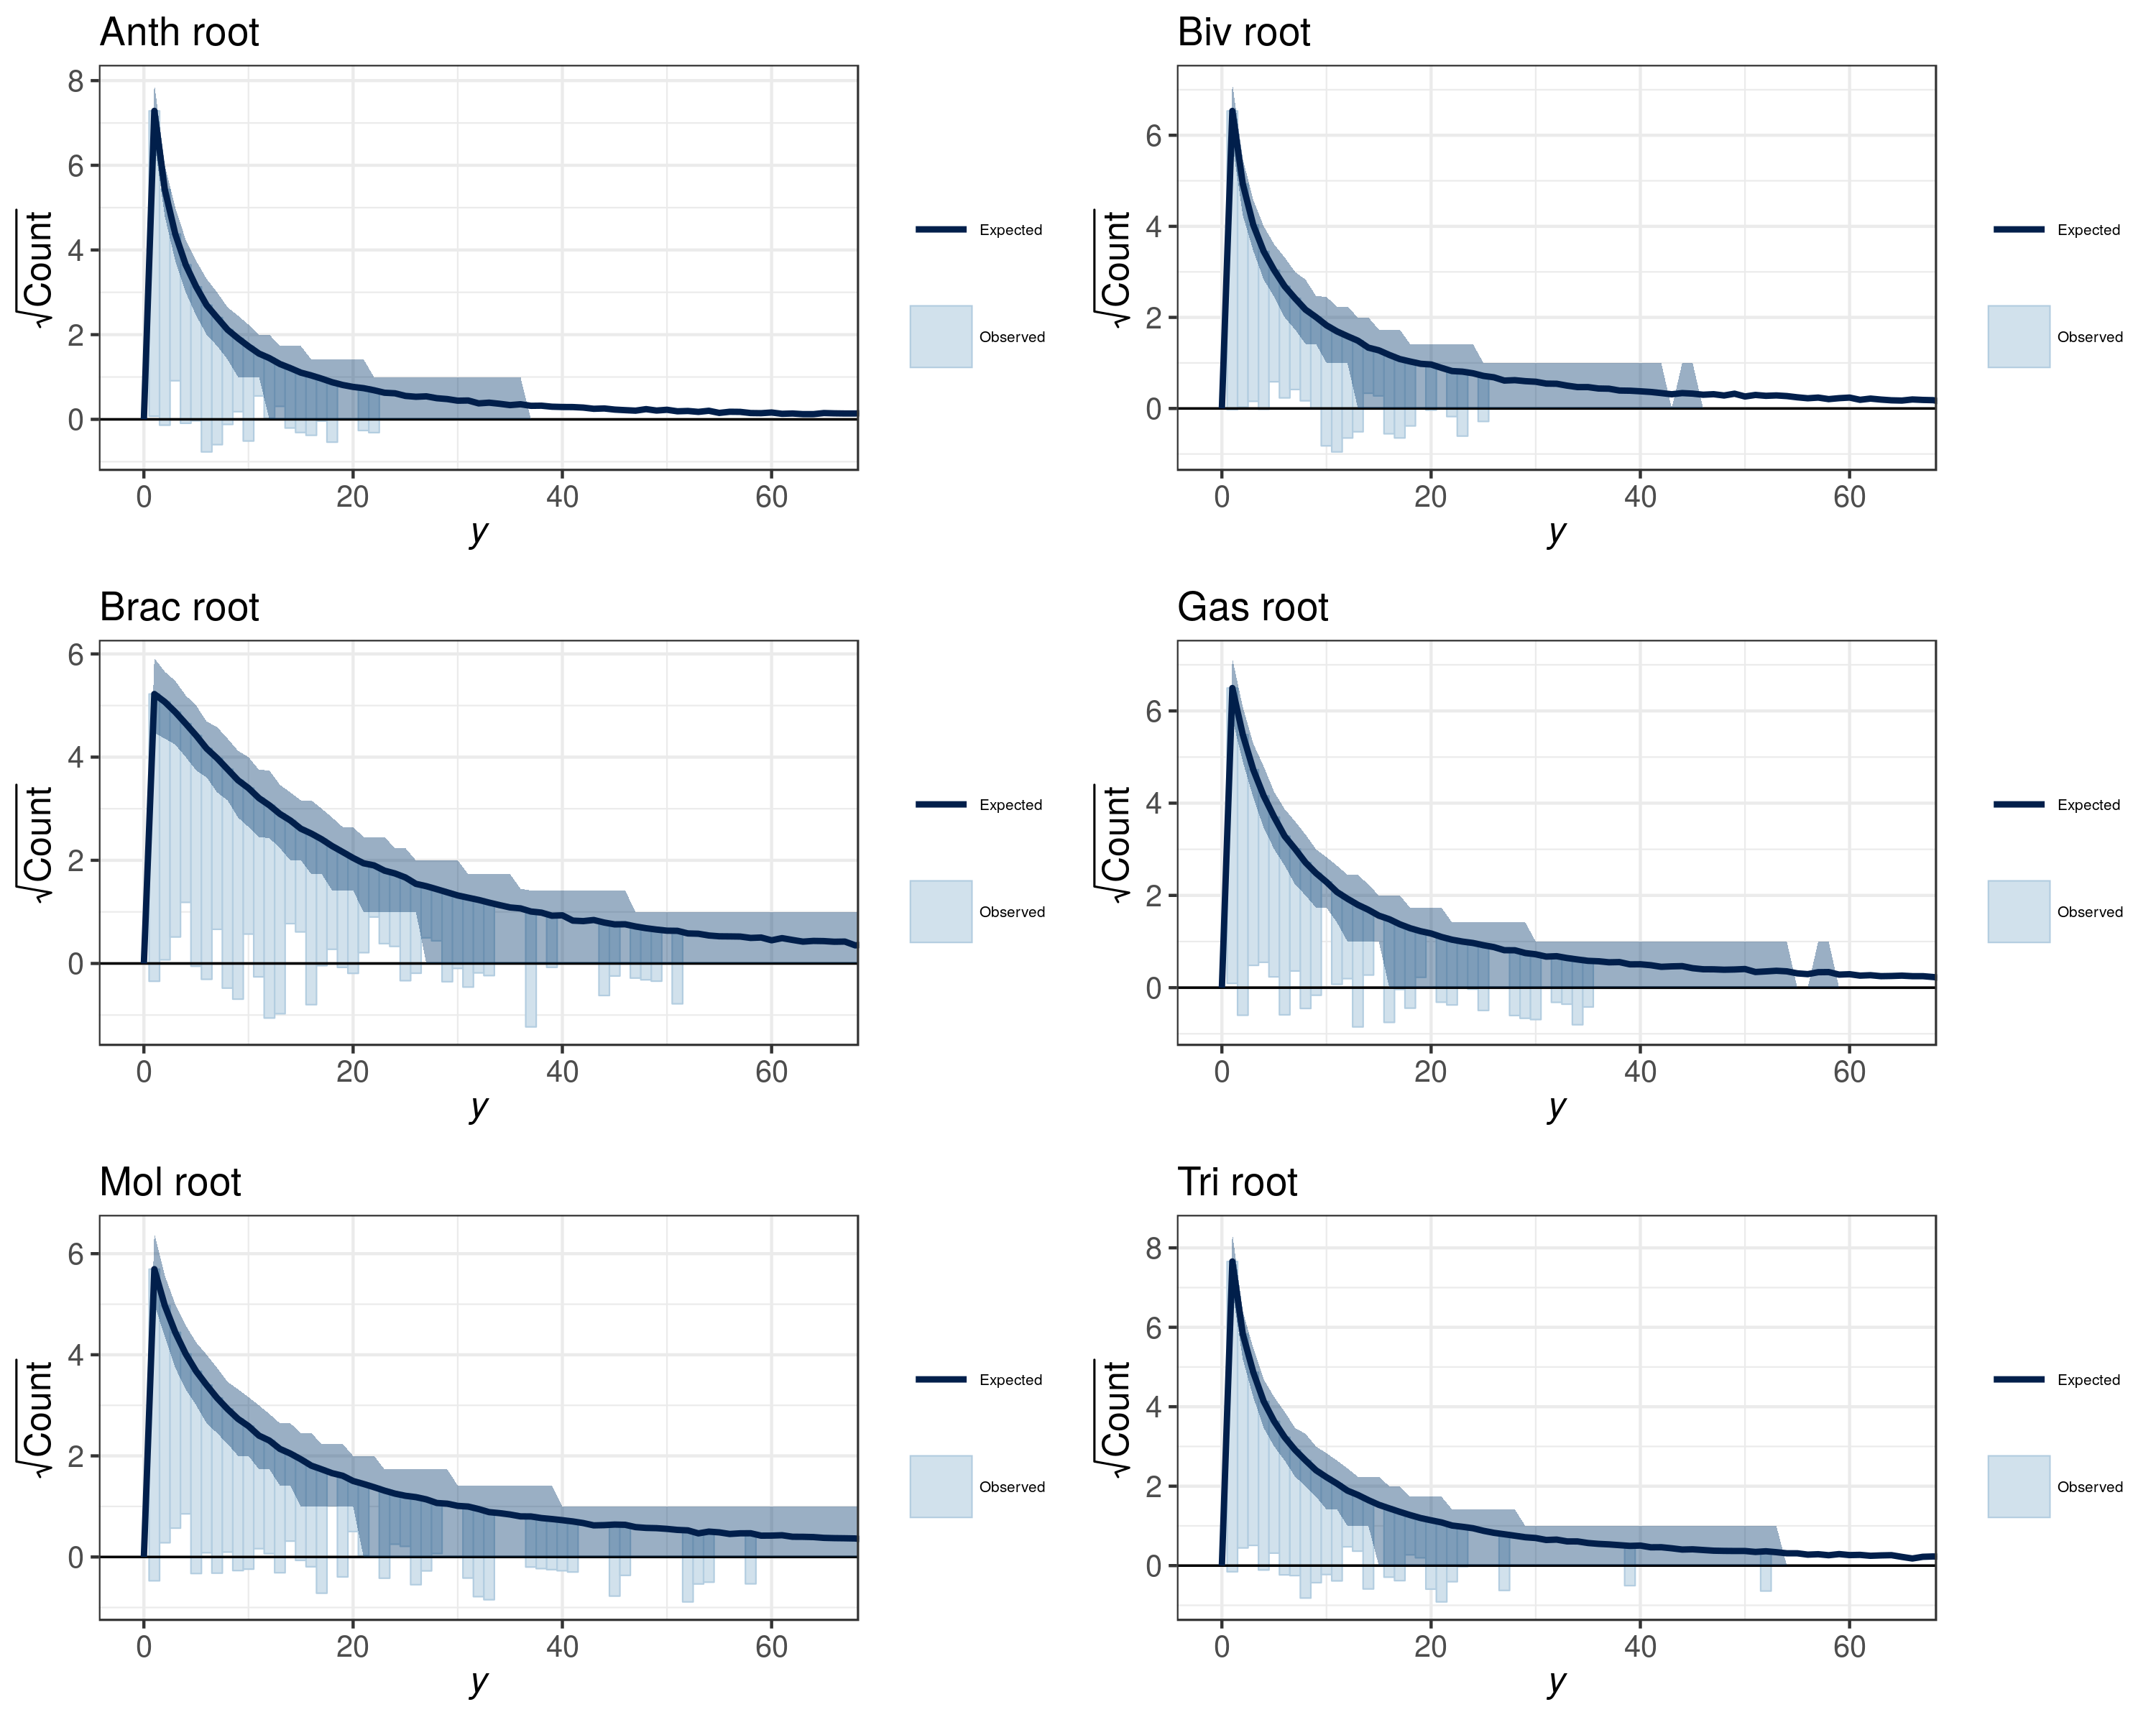 Anth root
8
6
4
2
0
√Count
0 20 40 60
y
Expected
Observed
Biv root
6
4
2
0
√Count
0 20 40 60
y
Expected
Observed
Brac root
6
4
2
0
√Count
0 20 40 60
y
Expected
Observed
Gas root
6
4
2
0
√Count
0 20 40 60
y
Expected
Observed
Mol root
6
4
2
0
√Count
0 20 40 60
y
Expected
Observed
Tri root
8
6
4
2
0
√Count
0 20 40 60
y
Expected
Observed